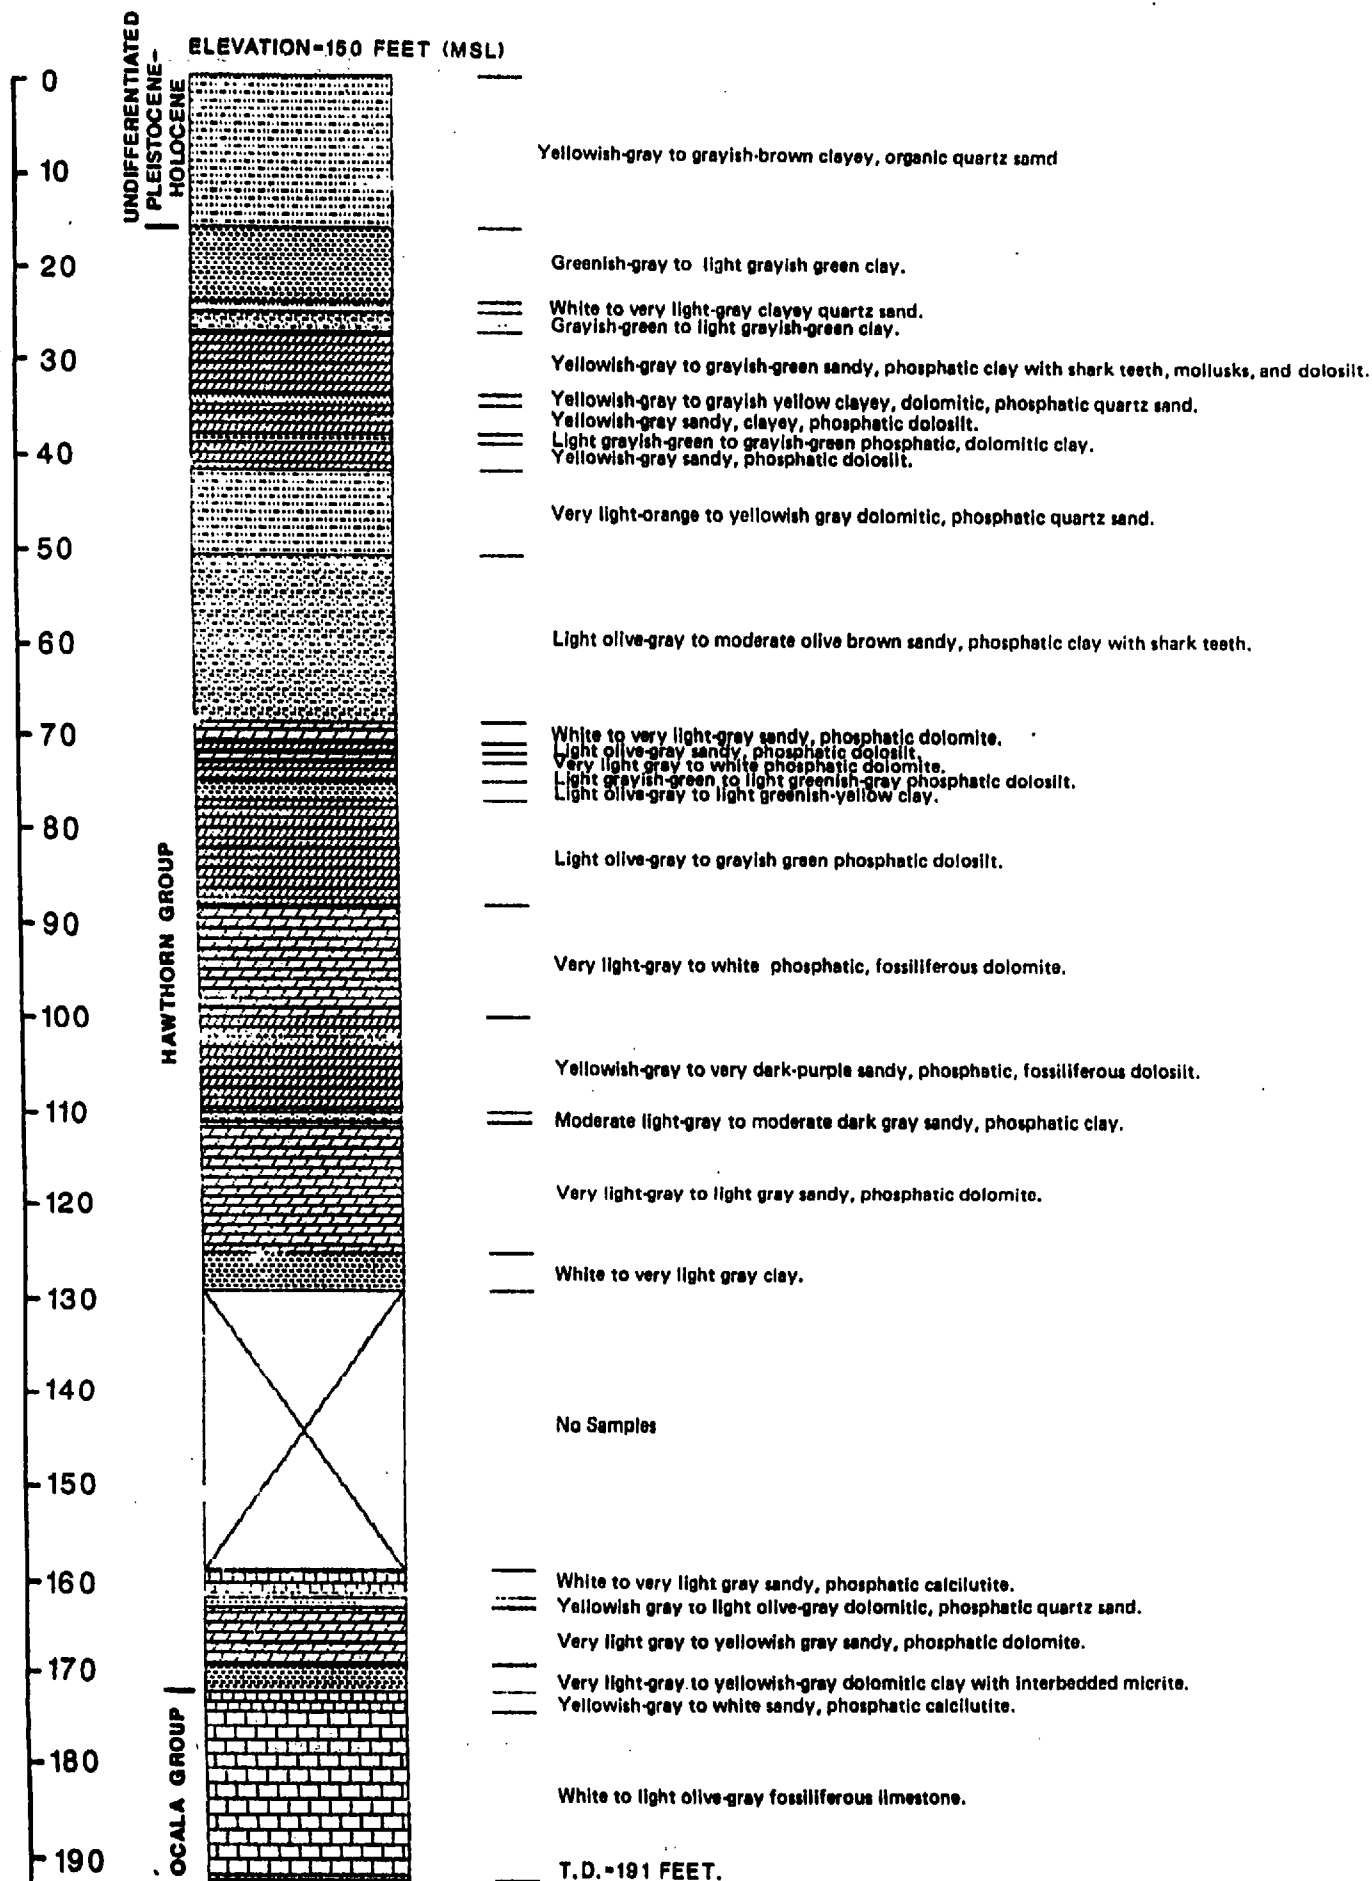 ELEVATION=150 FEET (MSL)
UNDIFFERENTIATED
PLEISTOCENE-
HOLOCENE
0
Yellowish-gray to grayish-brown clayey, organic quartz samd
10
20
Greenish-gray to light grayish green clay.
White to very light-gray clayey quartz sand.
Grayish-green to light grayish-green clay.
30
Yellowish-gray to grayish-green sandy, phosphatic clay with shark teeth, mollusks, and dolosilt.
Yellowish-gray to grayish yellow clayey, dolomitic, phosphatic quartz sand.
Yellowish-gray sandy, clayey, phosphatic dolosilt.
Light grayish-green to grayish-green phosphatic, dolomitic clay.
40
Yellowish-gray sandy, phosphatic dolosilt.
Very light-orange to yellowish gray dolomitic, phosphatic quartz sand.
50
60
Light olive-gray to moderate olive brown sandy, phosphatic clay with shark teeth.
70
White to very light-gray sandy, phosphatic dolomite.
Light olive-gray sandy, phosphatic dolosilt.
Very light gray to white phosphatic dolomite.
Light grayish-green to light greenish-gray phosphatic dolosilt.
Light olive-gray to light greenish-yellow clay.
80
Light olive-gray to grayish green phosphatic dolosilt.
HAWTHORN GROUP
90
Very light-gray to white phosphatic, fossiliferous dolomite.
100
Yellowish-gray to very dark-purple sandy, phosphatic, fossiliferous dolosilt.
110
Moderate light-gray to moderate dark gray sandy, phosphatic clay.
120
Very light-gray to light gray sandy, phosphatic dolomite.
White to very light gray clay.
130
140
No Samples
150
160
White to very light gray sandy, phosphatic calcilutite.
Yellowish gray to light olive-gray dolomitic, phosphatic quartz sand.
Very light gray to yellowish gray sandy, phosphatic dolomite.
170
Very light-gray to yellowish-gray dolomitic clay with interbedded micrite.
Yellowish-gray to white sandy, phosphatic calcilutite.
OCALA GROUP
180
White to light olive-gray fossiliferous limestone.
190
T.D.=191 FEET.